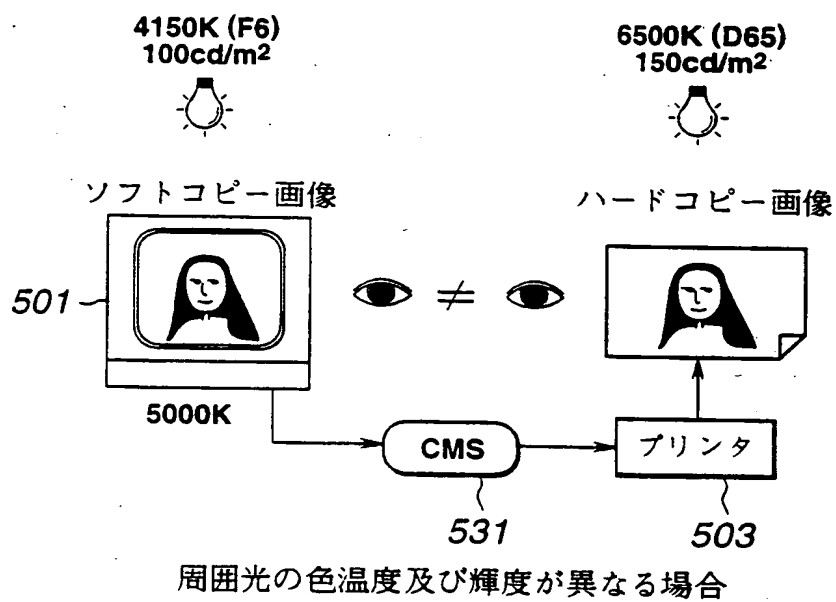 4150K (F6)
100cd/m2
6500K (D65)
150cd/m2
ソフトコピー画像
ハードコピー画像
501
≠
5000K
CMS
プリンタ
531
503
周囲光の色温度及び輝度が異なる場合